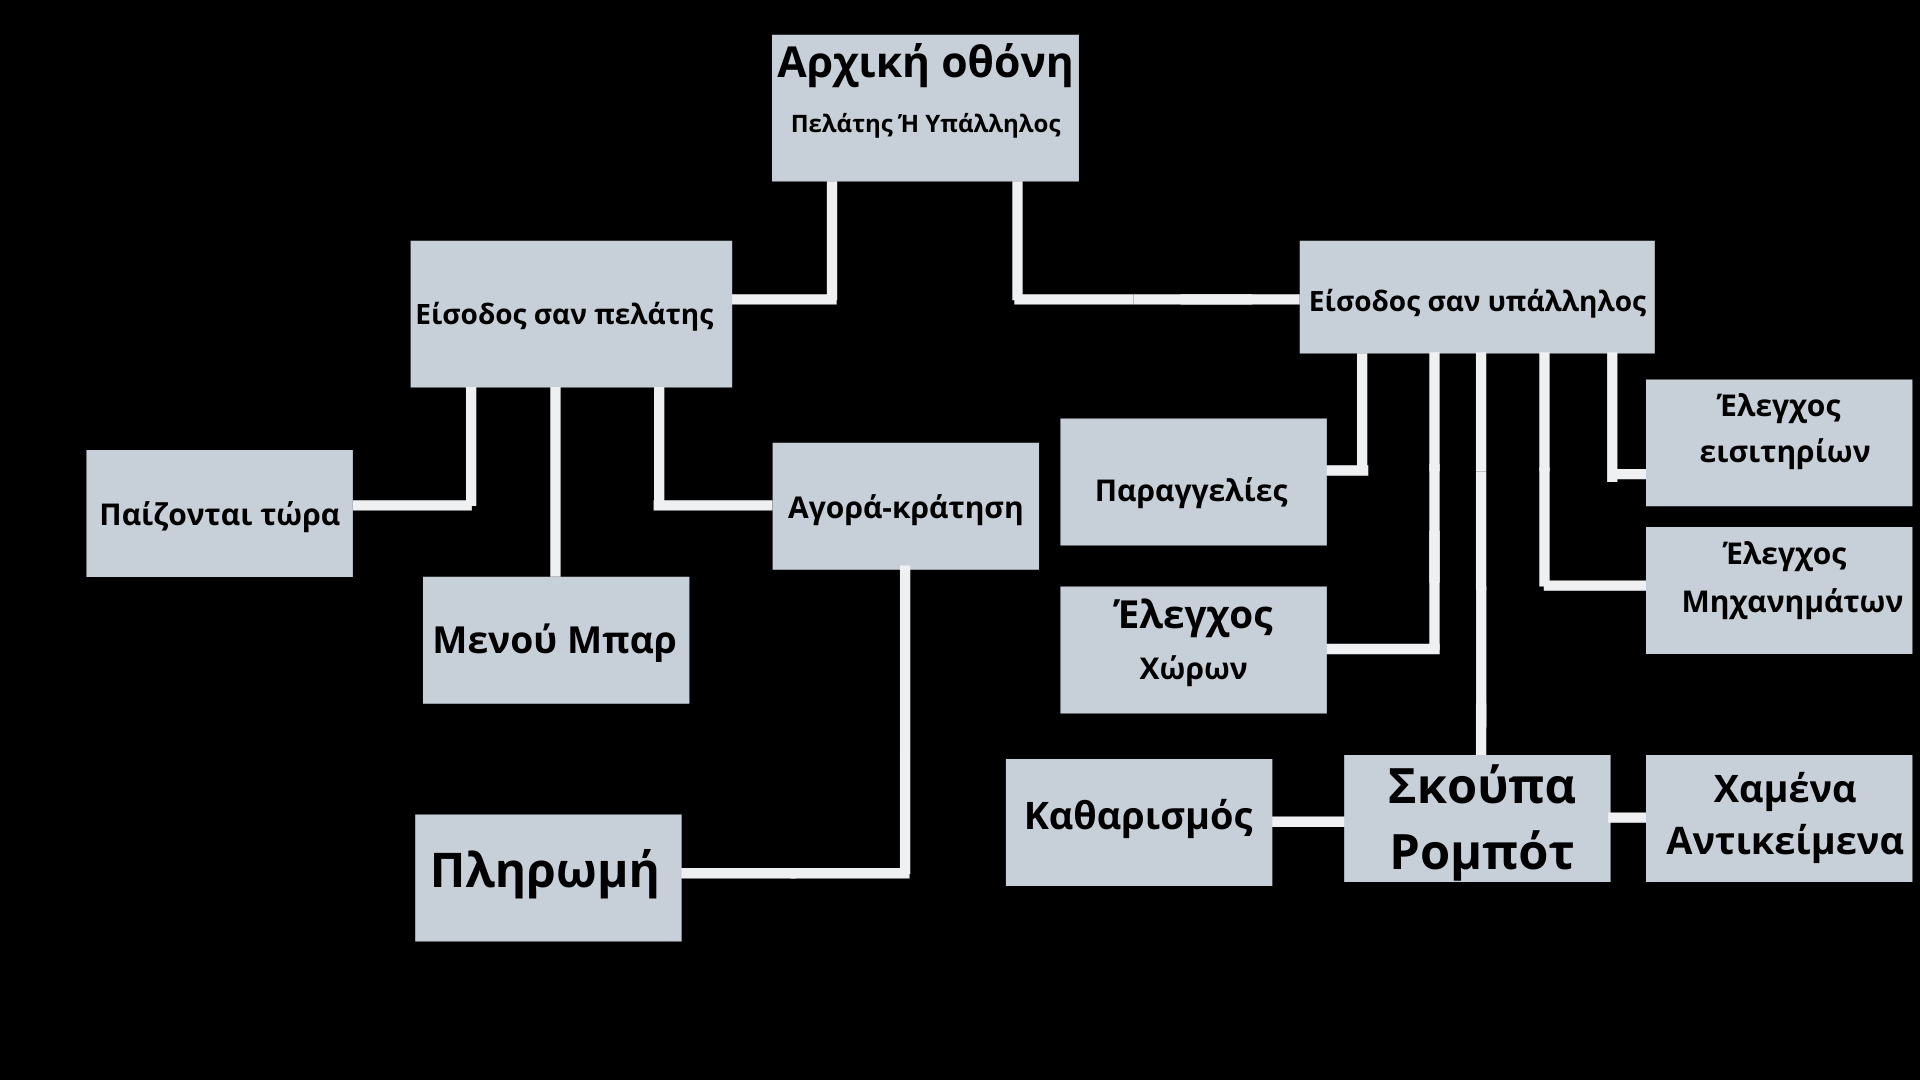 Αρχική οθόνη
Πελάτης Ή Υπάλληλος
Είσοδος σαν πελάτης
Είσοδος σαν υπάλληλος
Παίζονται τώρα
Μενού Μπαρ
Αγορά-κράτηση
Πληρωμή
Παραγγελίες
Έλεγχος
Χώρων
Έλεγχος
εισιτηρίων
Έλεγχος
Μηχανημάτων
Καθαρισμός
Σκούπα
Ρομπότ
Χαμένα
Αντικείμενα